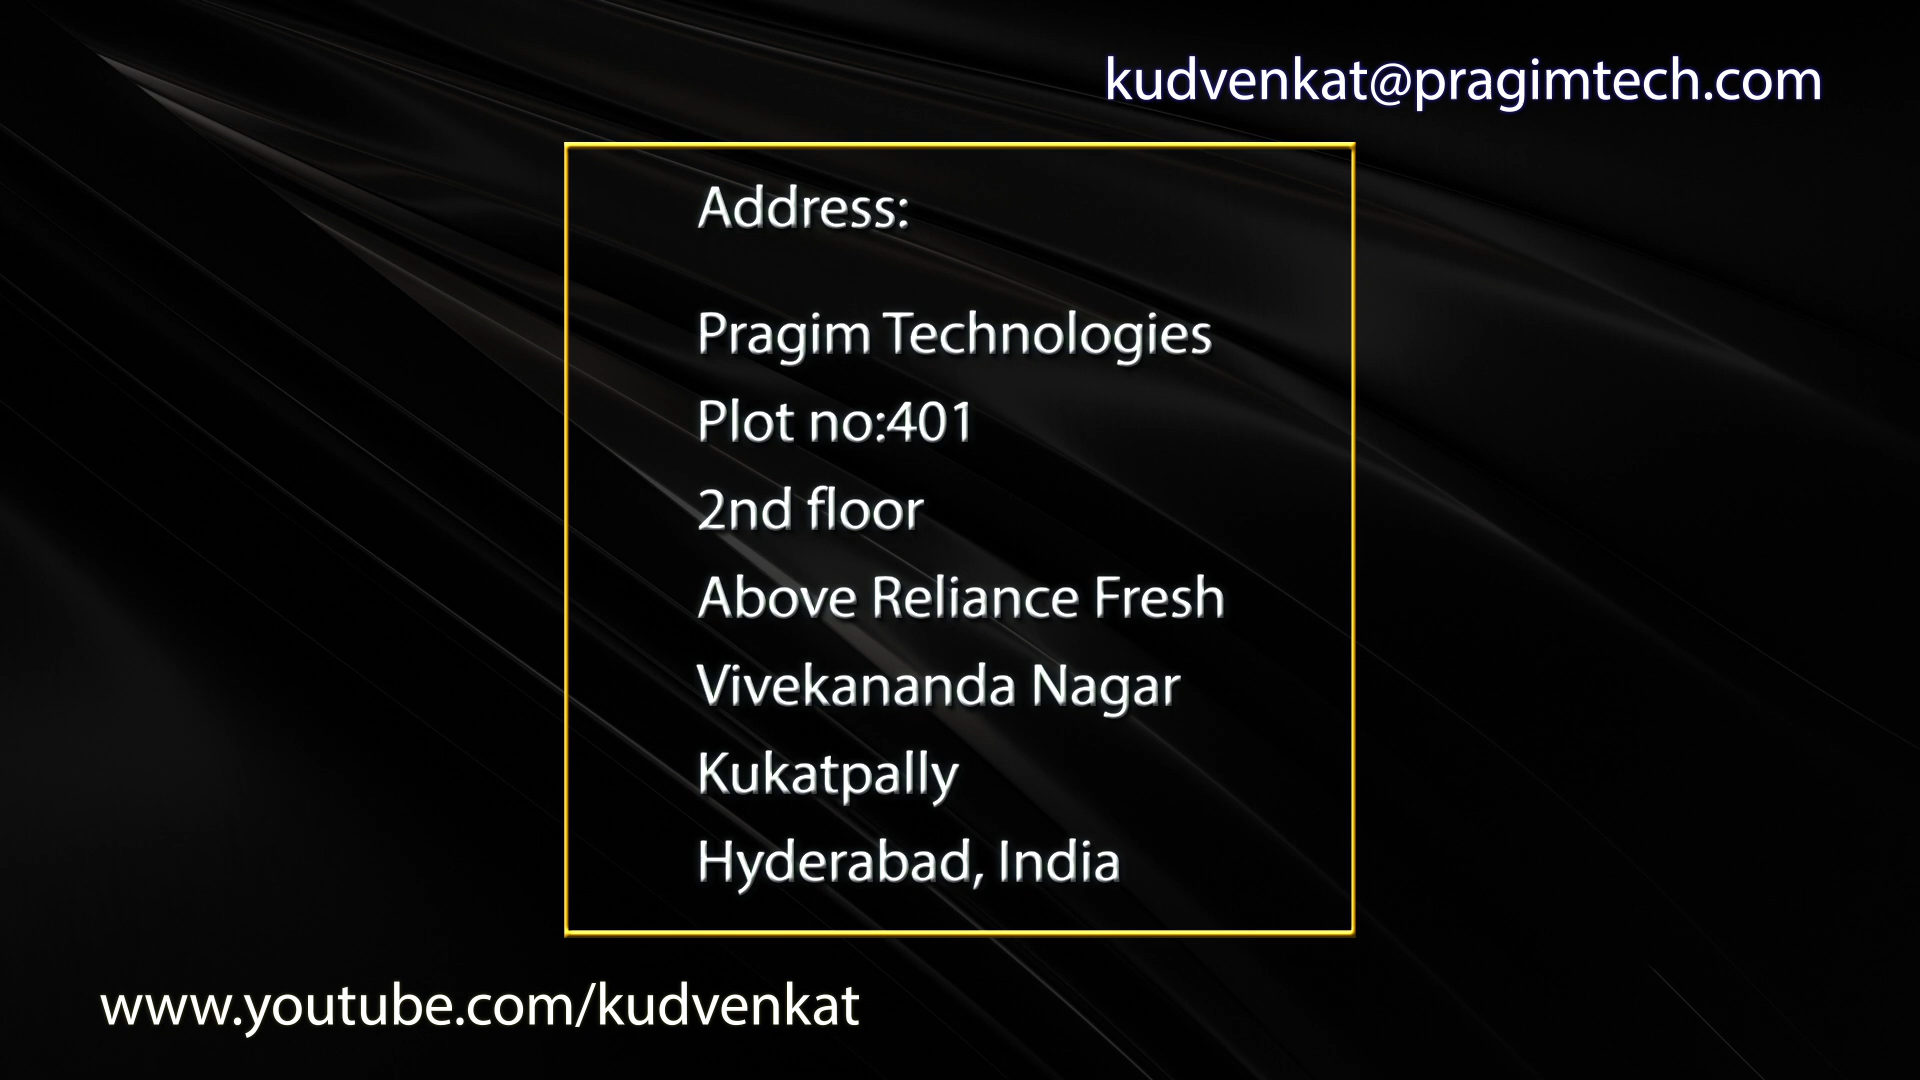 kudvenkat@pragimtech.com
Address:
Pragim Technologies
Plot no:401
2nd floor
Above Reliance Fresh
Vivekananda Nagar
Kukatpally
Hyderabad, India
www.youtube.com/kudvenkat